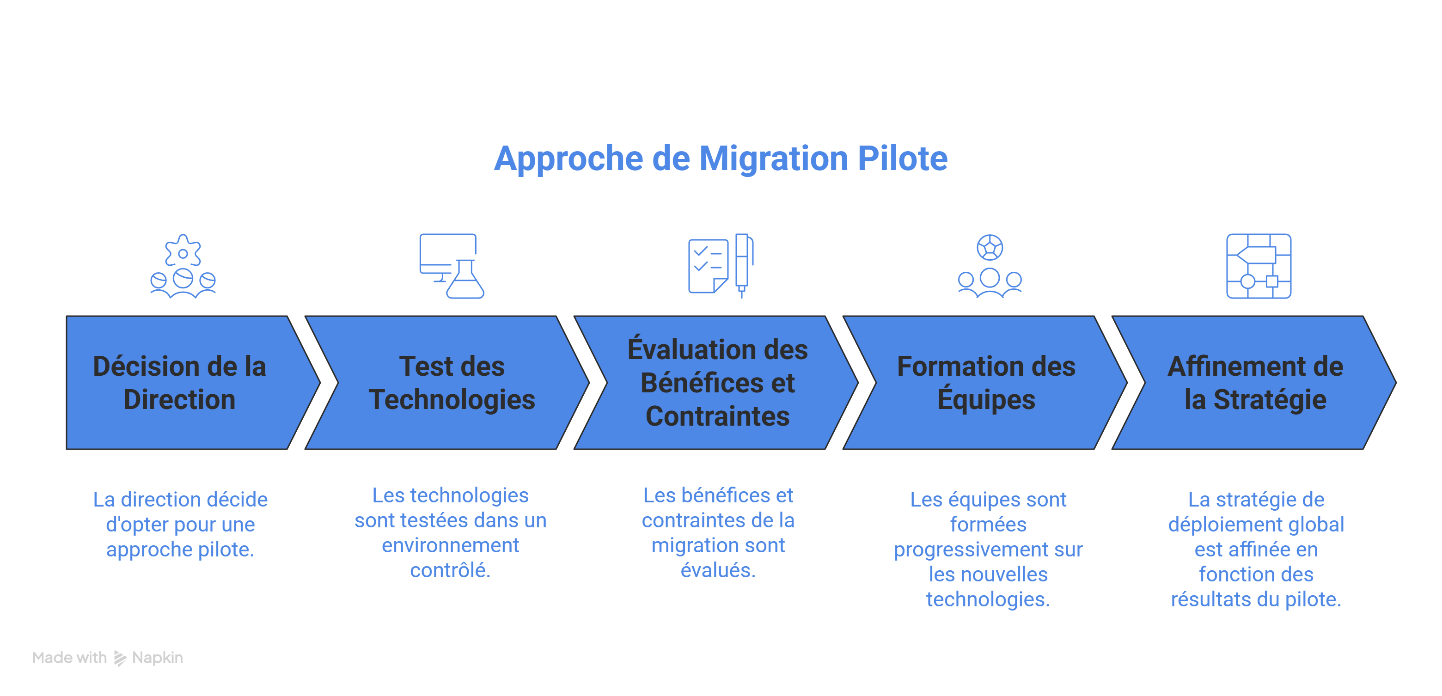 Approche de Migration Pilote
Décision de la
Direction
Test des
Technologies
Évaluation des
Bénéfices et
Contraintes
Formation des
Équipes
Affinement de
la Stratégie
La direction décide
d'opter pour une
approche pilote.
Les technologies
sont testées dans un
environnement
contrôlé.
Les bénéfices et
contraintes de la
migration sont
évalués.
Les équipes sont
formées
progressivement sur
les nouvelles
technologies.
La stratégie de
déploiement global
est affinée en
fonction des
résultats du pilote.
Made with Napkin